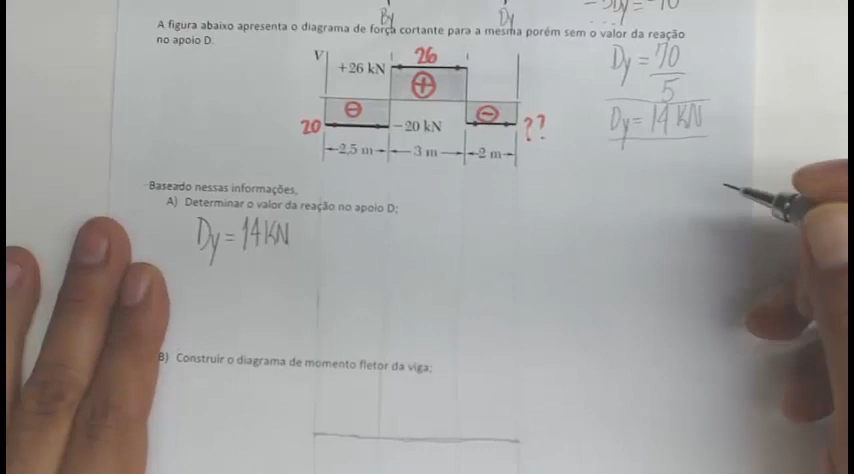 By Dy -5Dy = -70
A figura abaixo apresenta o diagrama de força cortante para a mesma porém sem o valor da reação
no apoio D.
Dy = 70
5
Dy = 14 KN
V +26 kN 26
+
- -
20 -20 kN ??
2,5 m 3 m 2 m
Baseado nessas informações,
A) Determinar o valor da reação no apoio D;
Dy = 14 KN
B) Construir o diagrama de momento fletor da viga;